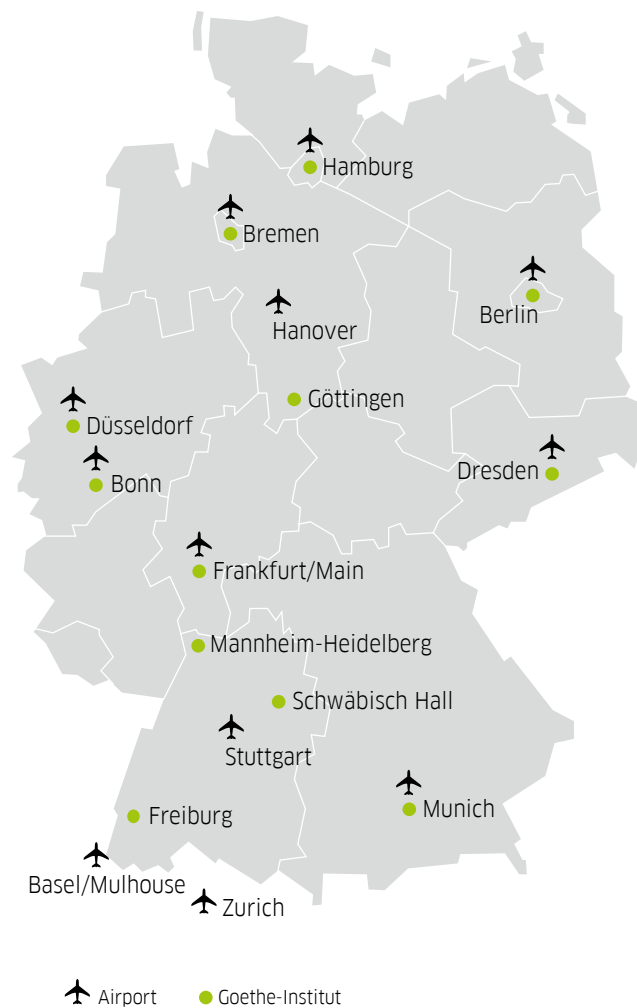 Hamburg
Bremen
Berlin
Hanover
Göttingen
Düsseldorf
Dresden
Bonn
Frankfurt/Main
Mannheim-Heidelberg
Schwäbisch Hall
Stuttgart
Munich
Freiburg
Basel/Mulhouse
Zurich
Airport
Goethe-Institut